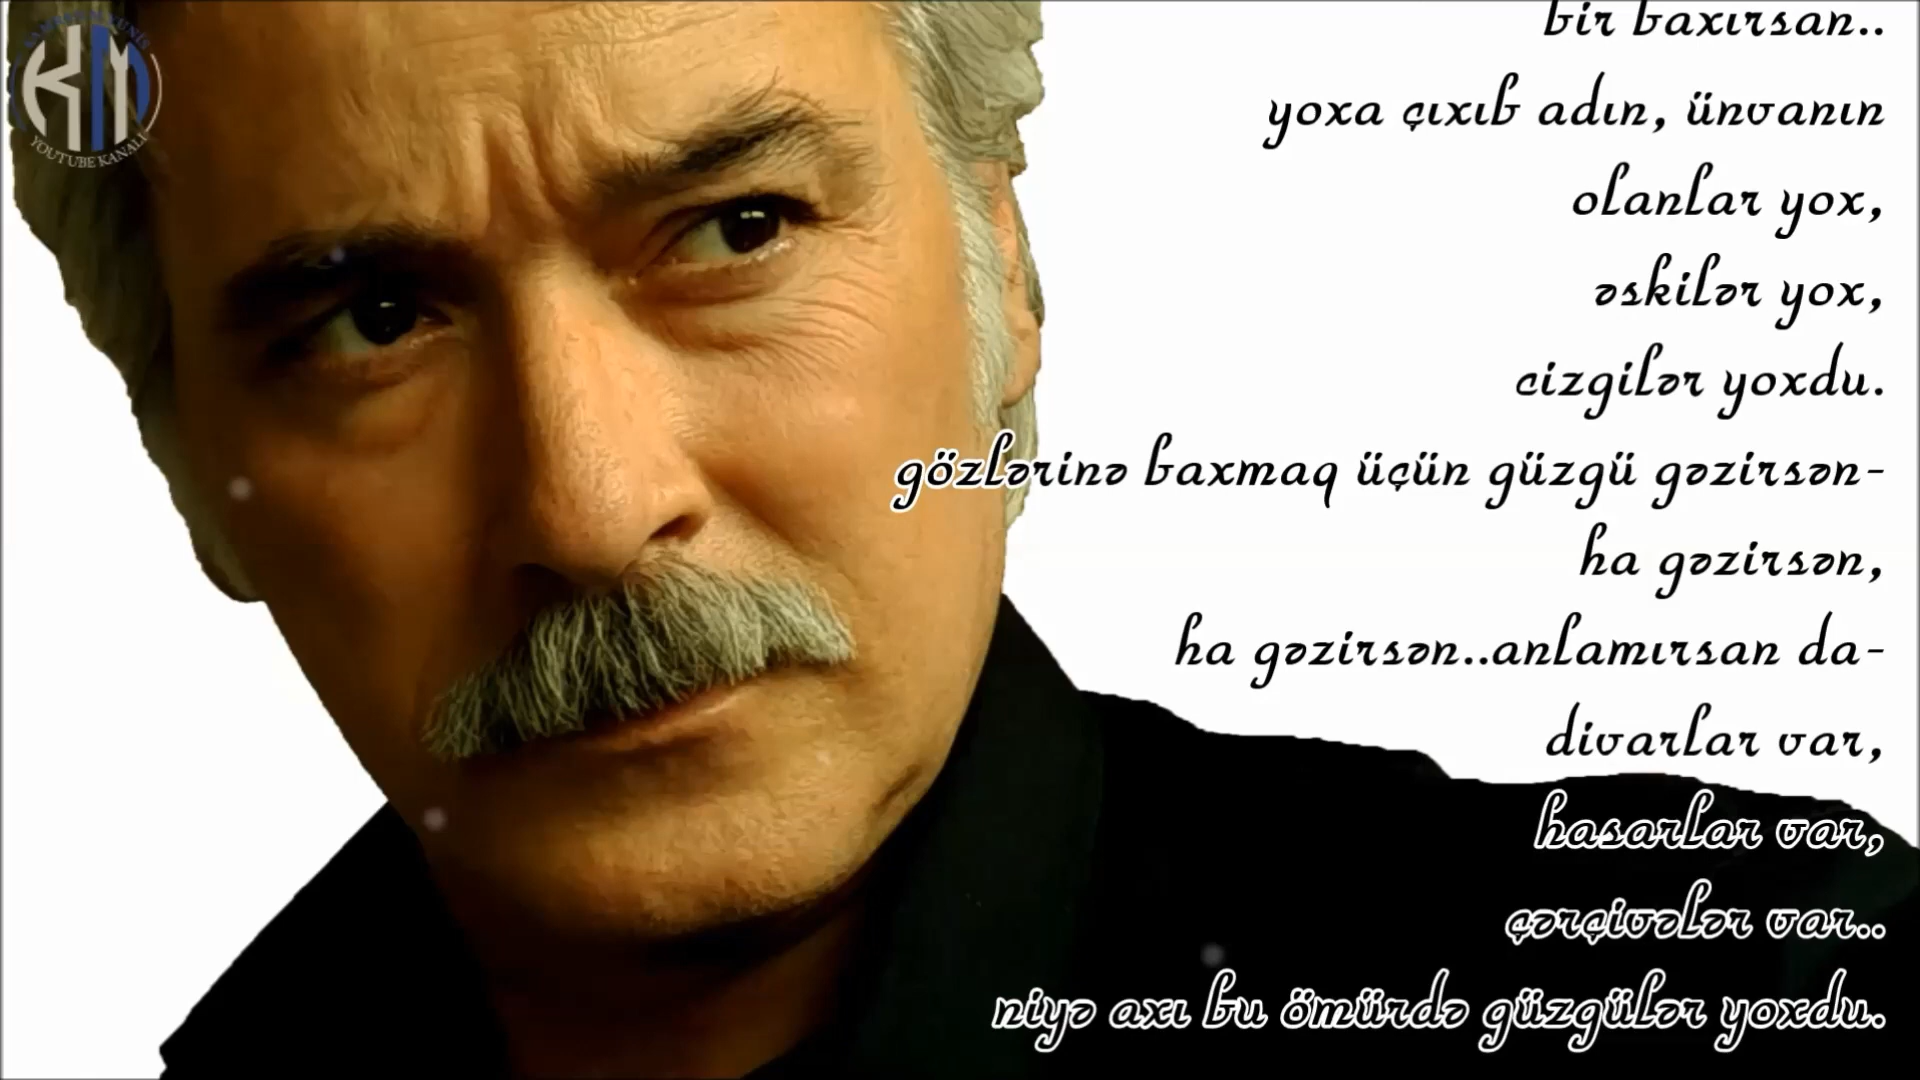 KM
YOUTUBE KANALI
bir baxırsan..
yoxa çıxıb adın, ünvanın
olanlar yox,
əskilər yox,
cizgilər yoxdu.
gözlərinə baxmaq üçün güzgü gəzirsən-
ha gəzirsən,
ha gəzirsən..anlamırsan da-
divarlar var,
hasarlar var,
çərçivələr var..
niyə axı bu ömürdə güzgülər yoxdu.